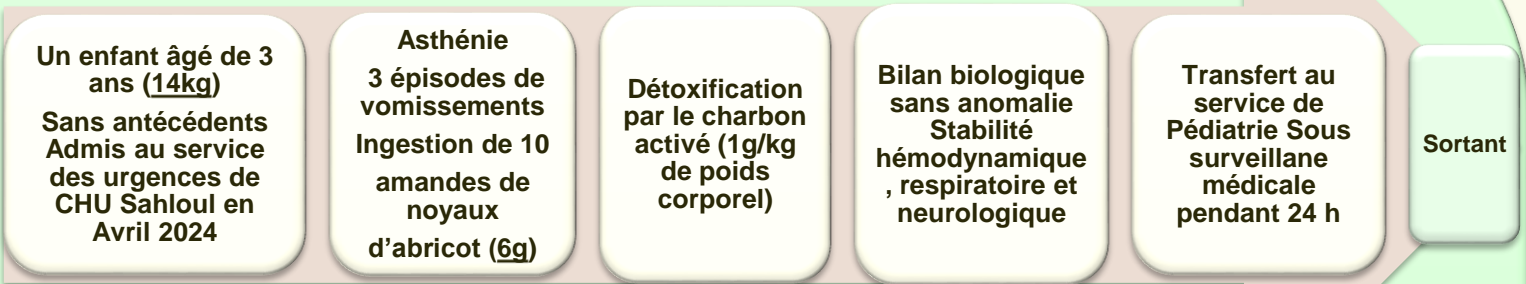 Un enfant âgé de 3
ans (14kg)
Sans antécédents
Admis au service
des urgences de
CHU Sahloul en
Avril 2024
Asthénie
3 épisodes de
vomissements
Ingestion de 10
amandes de
noyaux
d’abricot (6g)
Détoxification
par le charbon
activé (1g/kg
de poids
corporel)
Bilan biologique
sans anomalie
Stabilité
hémodynamique
, respiratoire et
neurologique
Transfert au
service de
Pédiatrie Sous
surveillane
médicale
pendant 24 h
Sortant